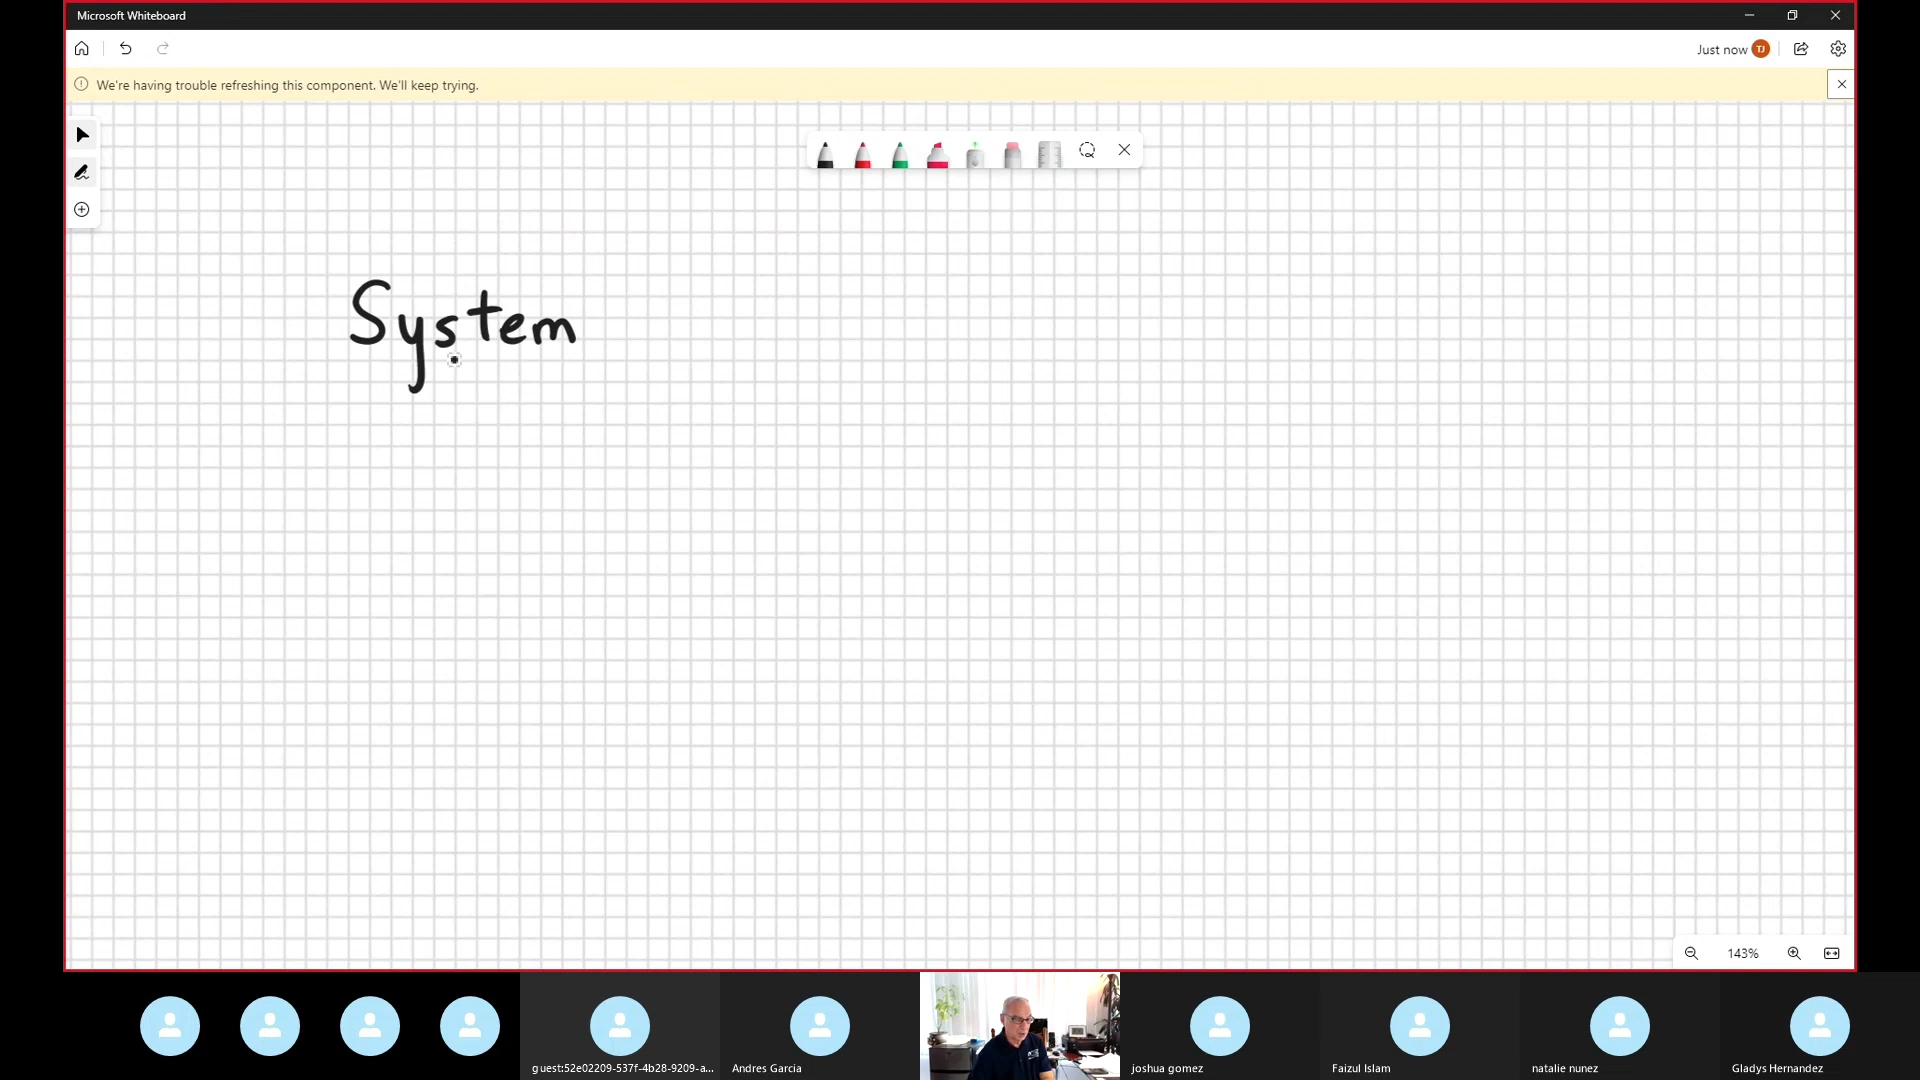 Microsoft Whiteboard
Just now TJ
We're having trouble refreshing this component. We'll keep trying.
System
143%
guest:52e02209-537f-4b28-9209-a...
Andres Garcia
joshua gomez
Faizul Islam
natalie nunez
Gladys Hernandez